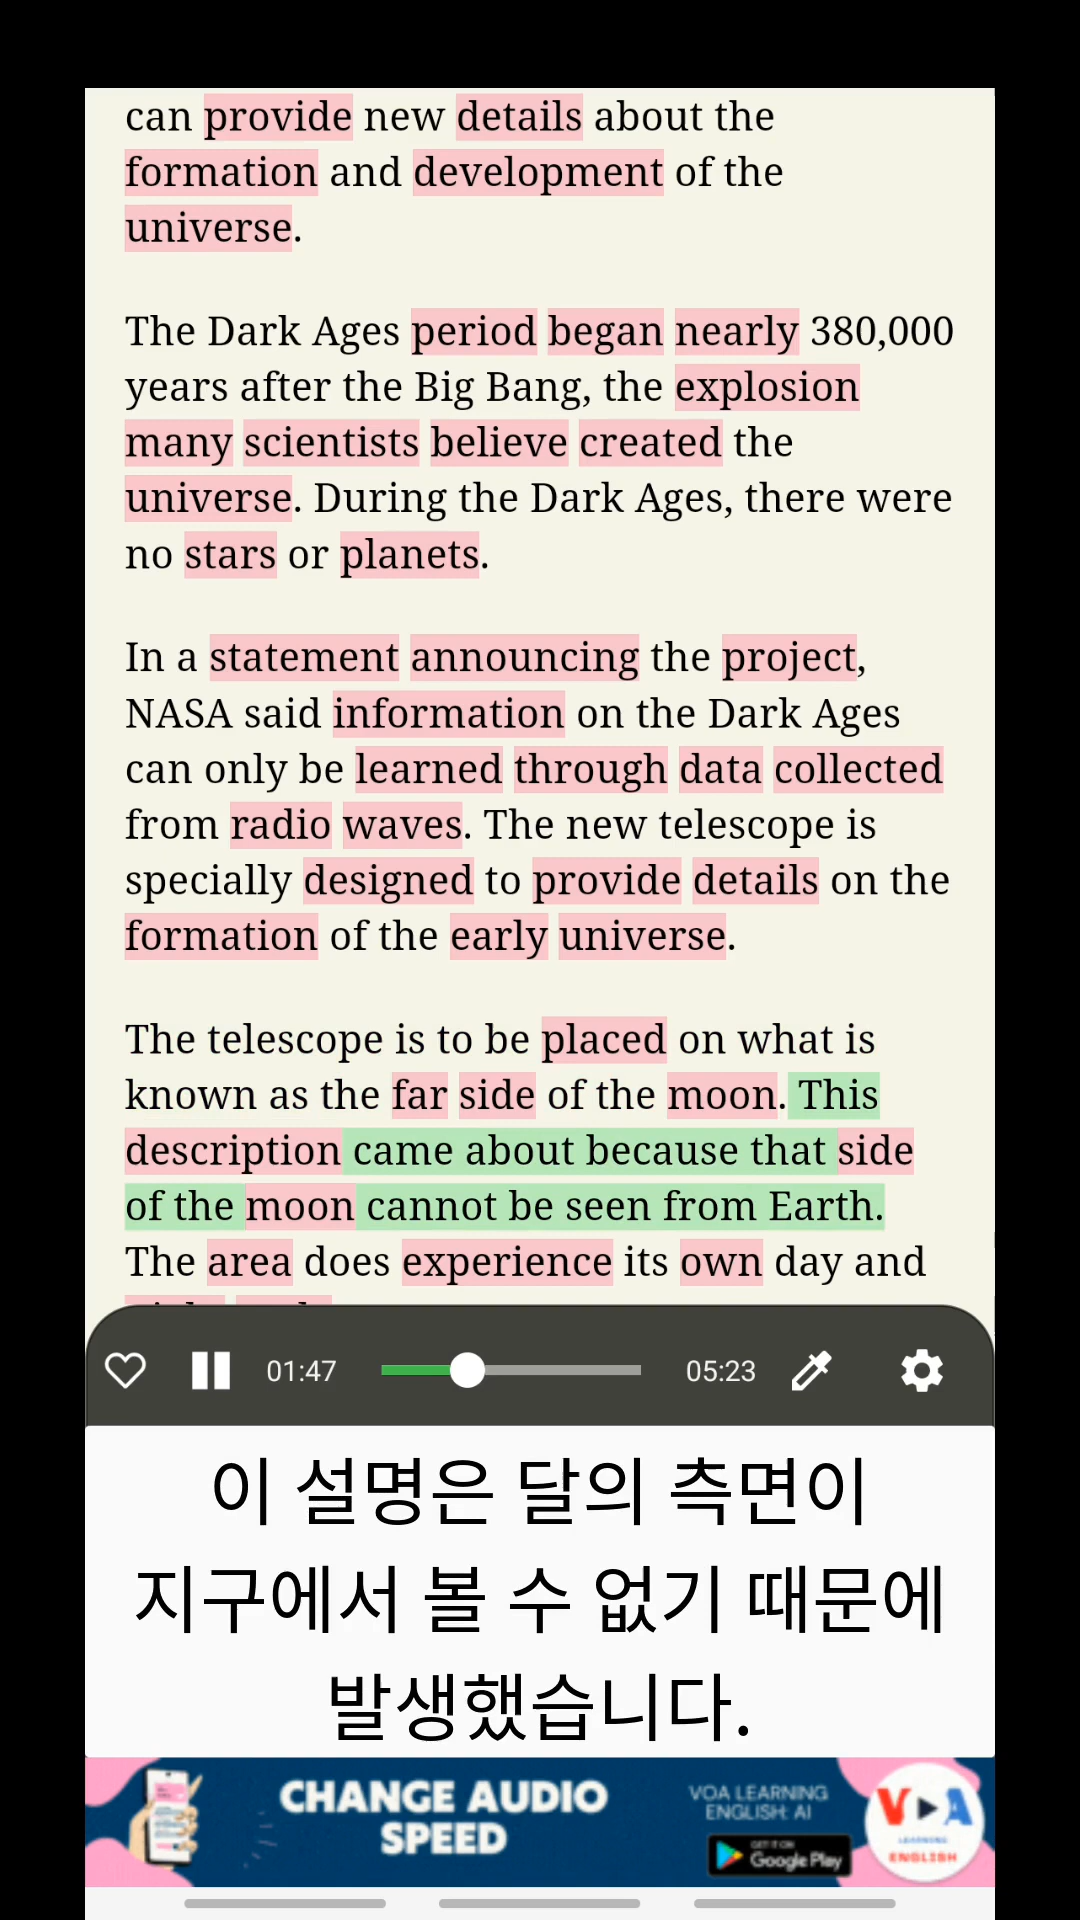 can provide new details about the
formation and development of the
universe.
The Dark Ages period began nearly 380,000
years after the Big Bang, the explosion
many scientists believe created the
universe. During the Dark Ages, there were
no stars or planets.
In a statement announcing the project,
NASA said information on the Dark Ages
can only be learned through data collected
from radio waves. The new telescope is
specially designed to provide details on the
formation of the early universe.
The telescope is to be placed on what is
known as the far side of the moon. This
description came about because that side
of the moon cannot be seen from Earth.
The area does experience its own day and
01:47
05:23
이 설명은 달의 측면이
지구에서 볼 수 없기 때문에
발생했습니다.
CHANGE AUDIO
SPEED
VOA LEARNING
ENGLISH: AI
GET IT ON
Google Play
VOA
LEARNING
ENGLISH